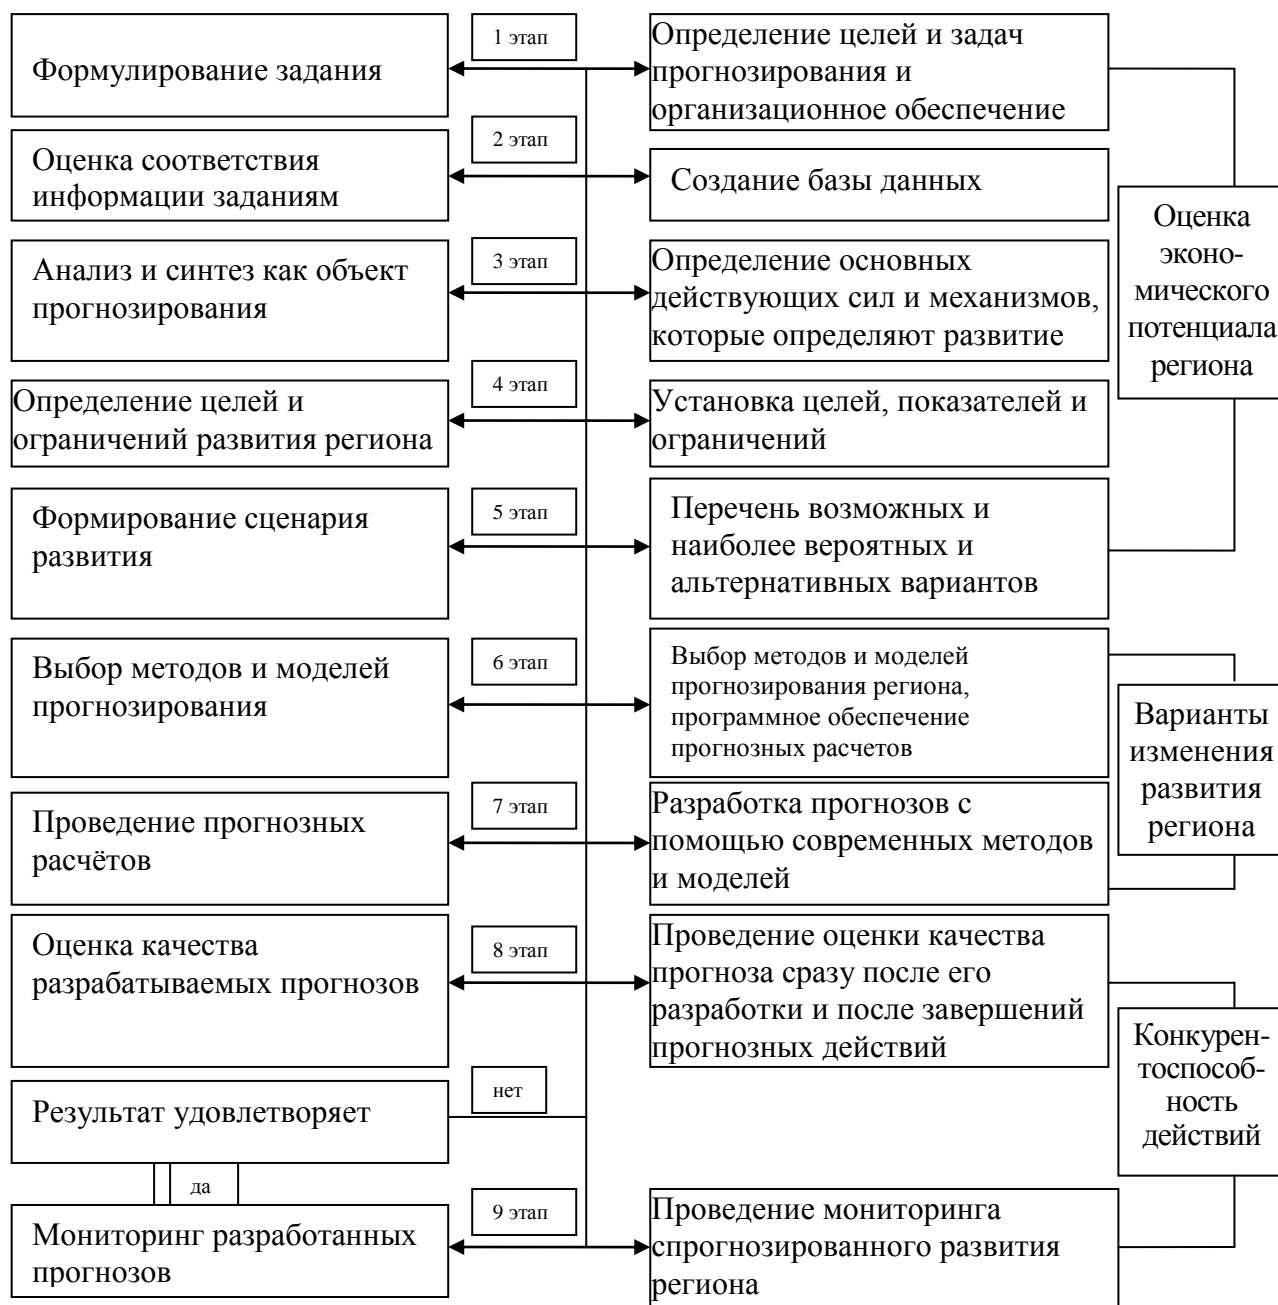 1 этап
Формулирование задания
Определение целей и задач
прогнозирования и
организационное обеспечение
2 этап
Оценка соответствия
информации заданиям
Создание базы данных
Оценка
эконо-
мического
потенциала
региона
3 этап
Анализ и синтез как объект
прогнозирования
Определение основных
действующих сил и механизмов,
которые определяют развитие
4 этап
Определение целей и
ограничений развития региона
Установка целей, показателей и
ограничений
5 этап
Формирование сценария
развития
Перечень возможных и
наиболее вероятных и
альтернативных вариантов
6 этап
Выбор методов и моделей
прогнозирования
Выбор методов и моделей
прогнозирования региона,
программное обеспечение
прогнозных расчетов
Варианты
изменения
развития
региона
7 этап
Проведение прогнозных
расчётов
Разработка прогнозов с
помощью современных методов
и моделей
8 этап
Оценка качества
разрабатываемых прогнозов
Проведение оценки качества
прогноза сразу после его
разработки и после завершений
прогнозных действий
Конкурен-
тоспособ-
ность
действий
нет
Результат удовлетворяет
да
9 этап
Мониторинг разработанных
прогнозов
Проведение мониторинга
спрогнозированного развития
региона